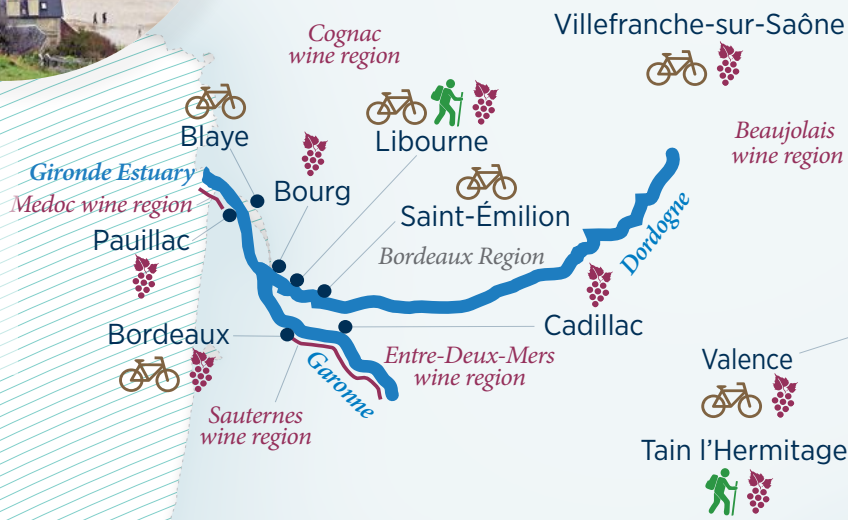 Villefranche-sur-Saône
Cognac
wine region
Blaye
Libourne
Beaujolais
wine region
Gironde Estuary
Medoc wine region
Bourg
Saint-Émilion
Pauillac
Bordeaux Region
Dordogne
Bordeaux
Cadillac
Entre-Deux-Mers
wine region
Garonne
Valence
Sauternes
wine region
Tain l’Hermitage